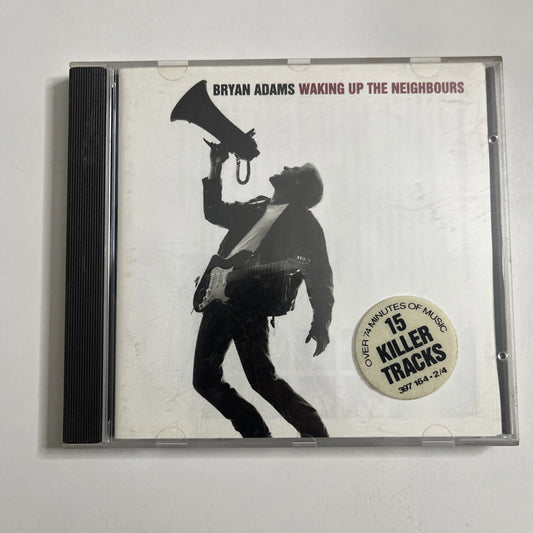 BRYAN ADAMS WAKING UP THE NEIGHBOURS
OVER 74 MINUTES OF MUSIC
15
KILLER
TRACKS
397 164 • 2/4